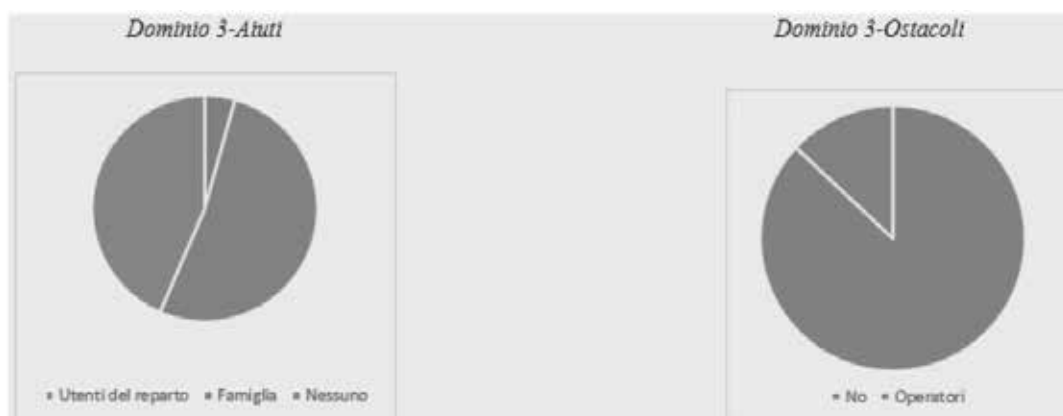 Dominio 3-Aiuti
Dominio 3-Ostacoli
Utenti del reparto Famiglia Nessuno
No Operatori